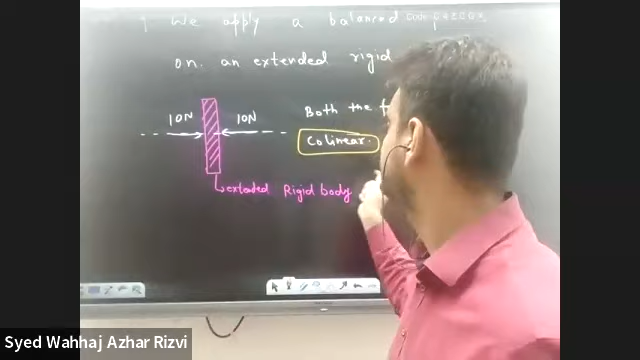 We apply a balanced
on. an extended rigid
10N 10N
Both the
Colinear.
extended Rigid body
Syed Wahhaj Azhar Rizvi